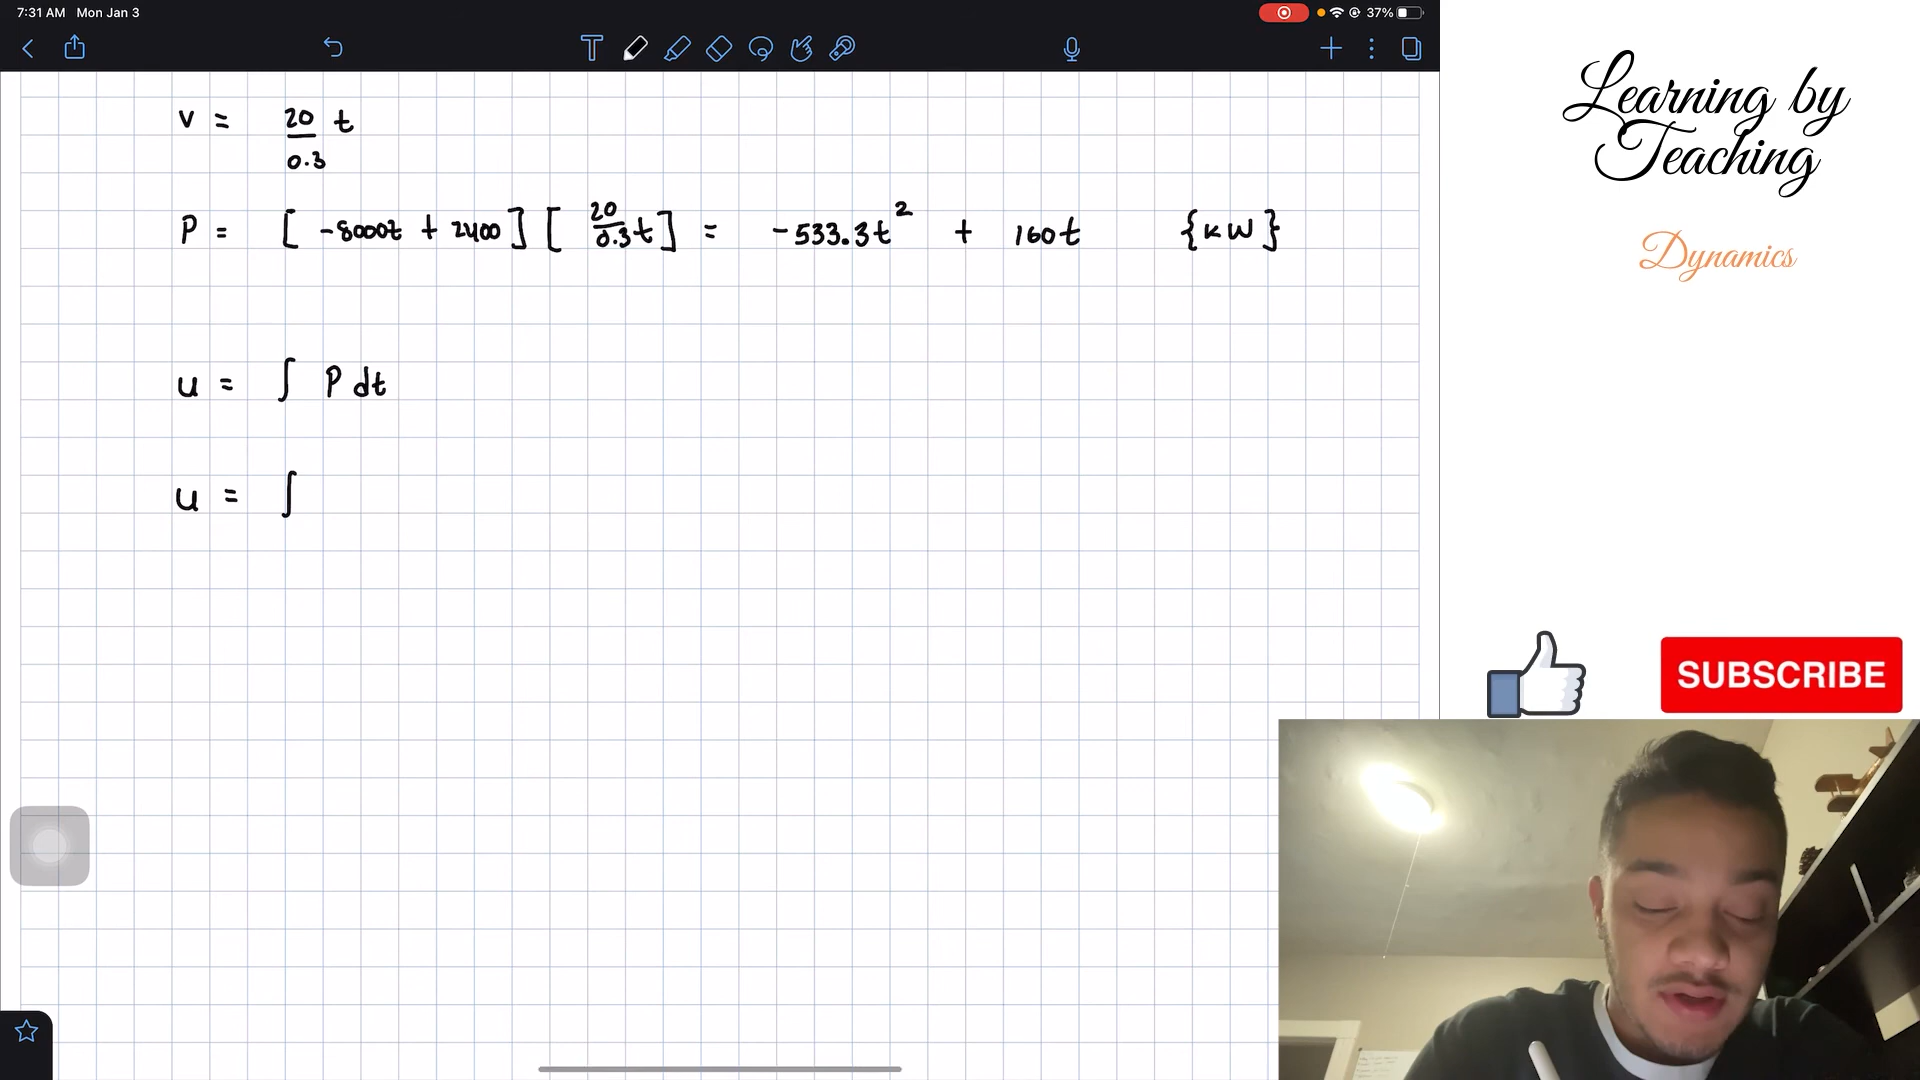 7:31 AM Mon Jan 3
37%
v = 20/0.3 t
P = [ -8000t + 2400 ] [ 20/0.3 t ] = -533.3t² + 160t {kW}
u = ∫ P dt
u = ∫
Learning by
Teaching
Dynamics
SUBSCRIBE